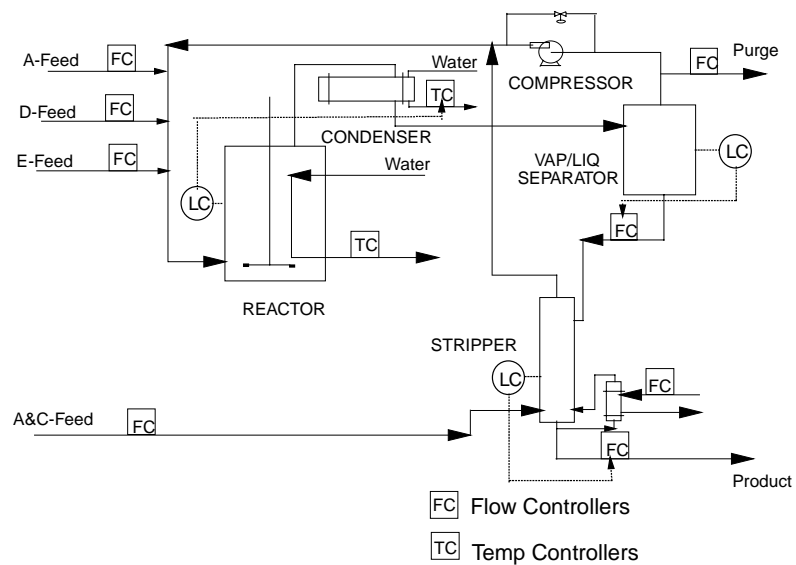 A-Feed
FC
Water
COMPRESSOR
FC
Purge
D-Feed
FC
TC
CONDENSER
E-Feed
FC
Water
VAP/LIQ
SEPARATOR
LC
LC
FC
TC
REACTOR
STRIPPER
LC
FC
A&C-Feed
FC
FC
Product
FC Flow Controllers
TC Temp Controllers